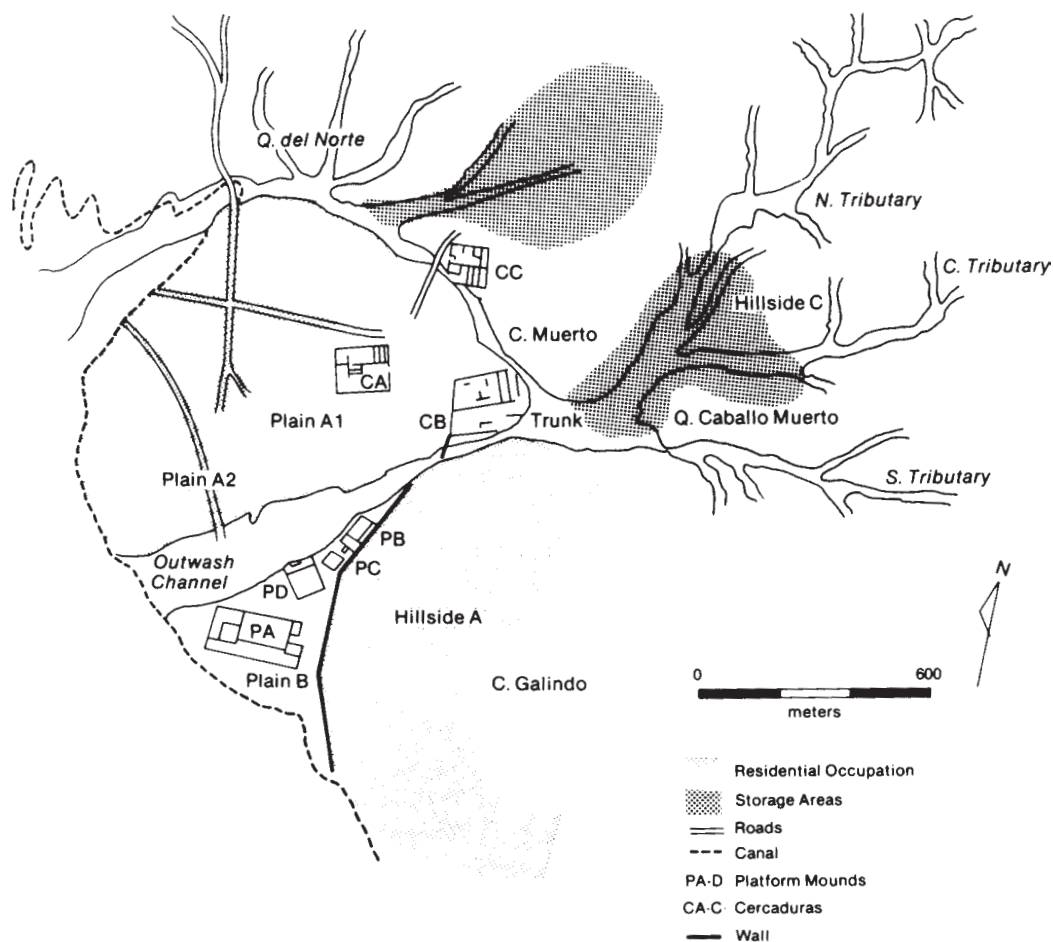 Q. del Norte
N. Tributary
CC
C. Tributary
Hillside C
C. Muerto
CA
CB
Trunk
Q. Caballo Muerto
Plain A1
Plain A2
S. Tributary
PB
Outwash
Channel
PC
PD
N
Hillside A
PA
Plain B
C. Galindo
0 600
meters
Residential Occupation
Storage Areas
Roads
Canal
PA-D Platform Mounds
CA-C Cercaduras
Wall